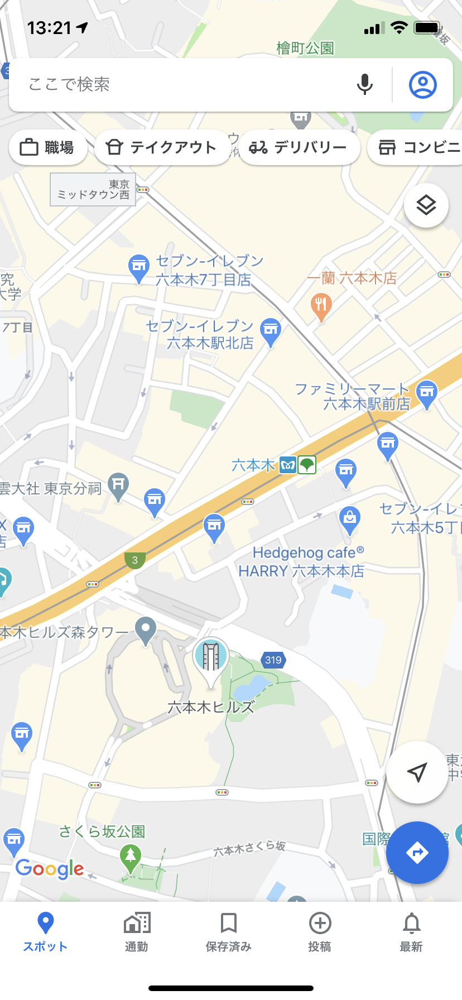 13:21
檜町公園
ここで検索
職場
テイクアウト
デリバリー
コンビニ
東京
ミッドタウン西
セブン-イレブン
六本木7丁目店
一蘭 六本木店
究
大学
セブン-イレブン
六本木駅北店
7丁目
ファミリーマート
六本木駅前店
六本木
雲大社 東京分祠
セブン-イレブ
六本木5丁目
X
店
3
Hedgehog cafe®
HARRY 六本木本店
本木ヒルズ森タワー
319
六本木ヒルズ
東洋
中学
さくら坂公園
国際
館
六本木さくら坂
Google
スポット
通勤
保存済み
投稿
最新